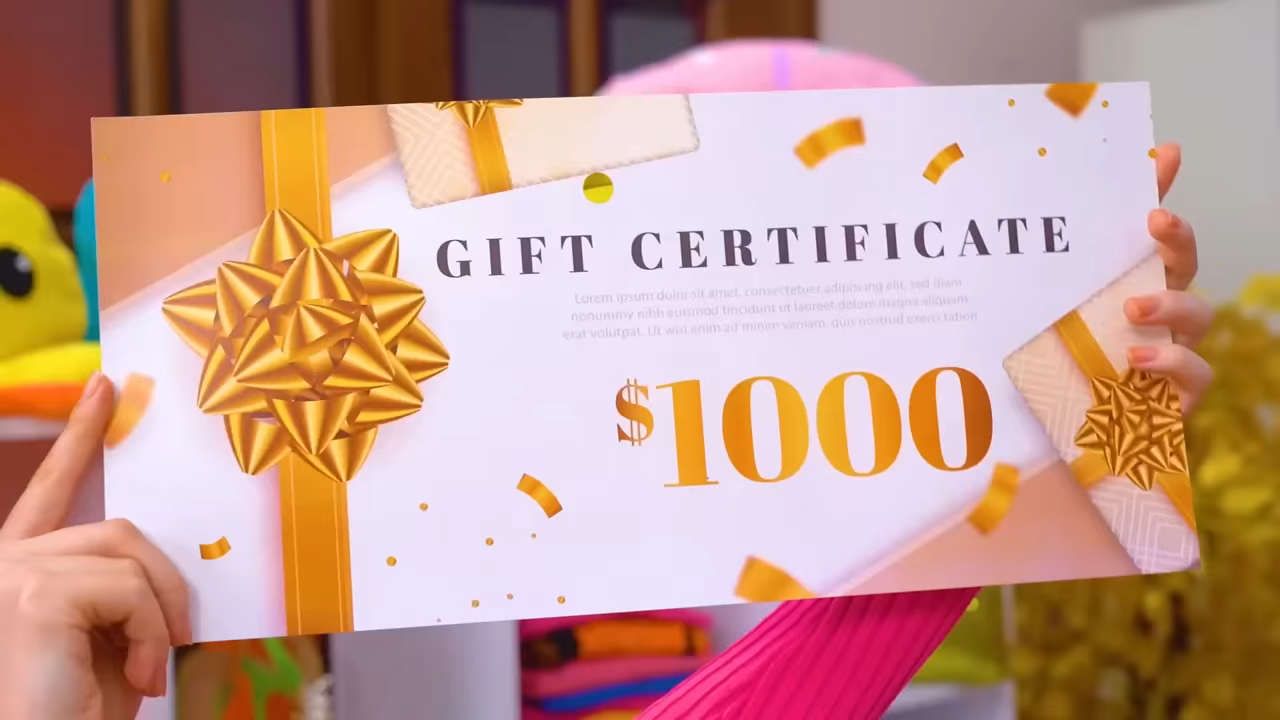 GIFT CERTIFICATE
Lorem ipsum dolor sit amet, consectetuer adipiscing elit, sed diam
nonummy nibh euismod tincidunt ut laoreet dolore magna aliquam
erat volutpat. Ut wisi enim ad minim veniam, quis nostrud exerci tation
$1000